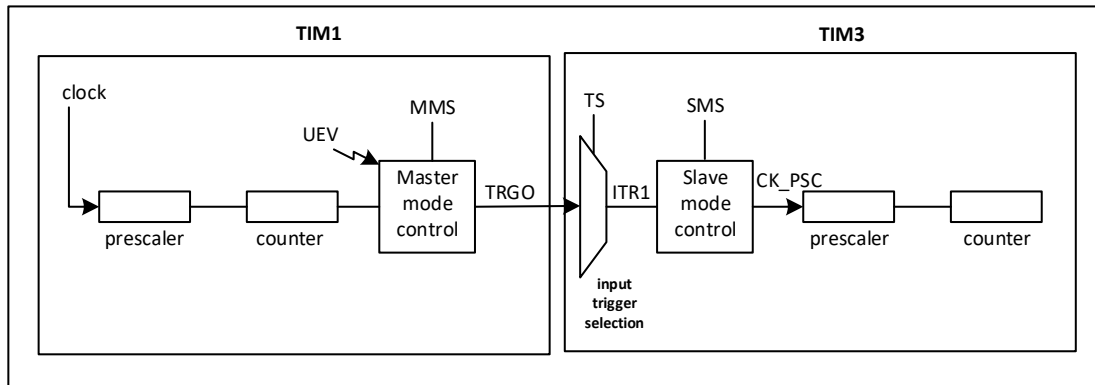 TIM1
TIM3
clock
MMS
UEV
TS
SMS
Master
mode
control
TRGO
ITR1
Slave
mode
control
CK_PSC
prescaler
counter
prescaler
counter
input
trigger
selection